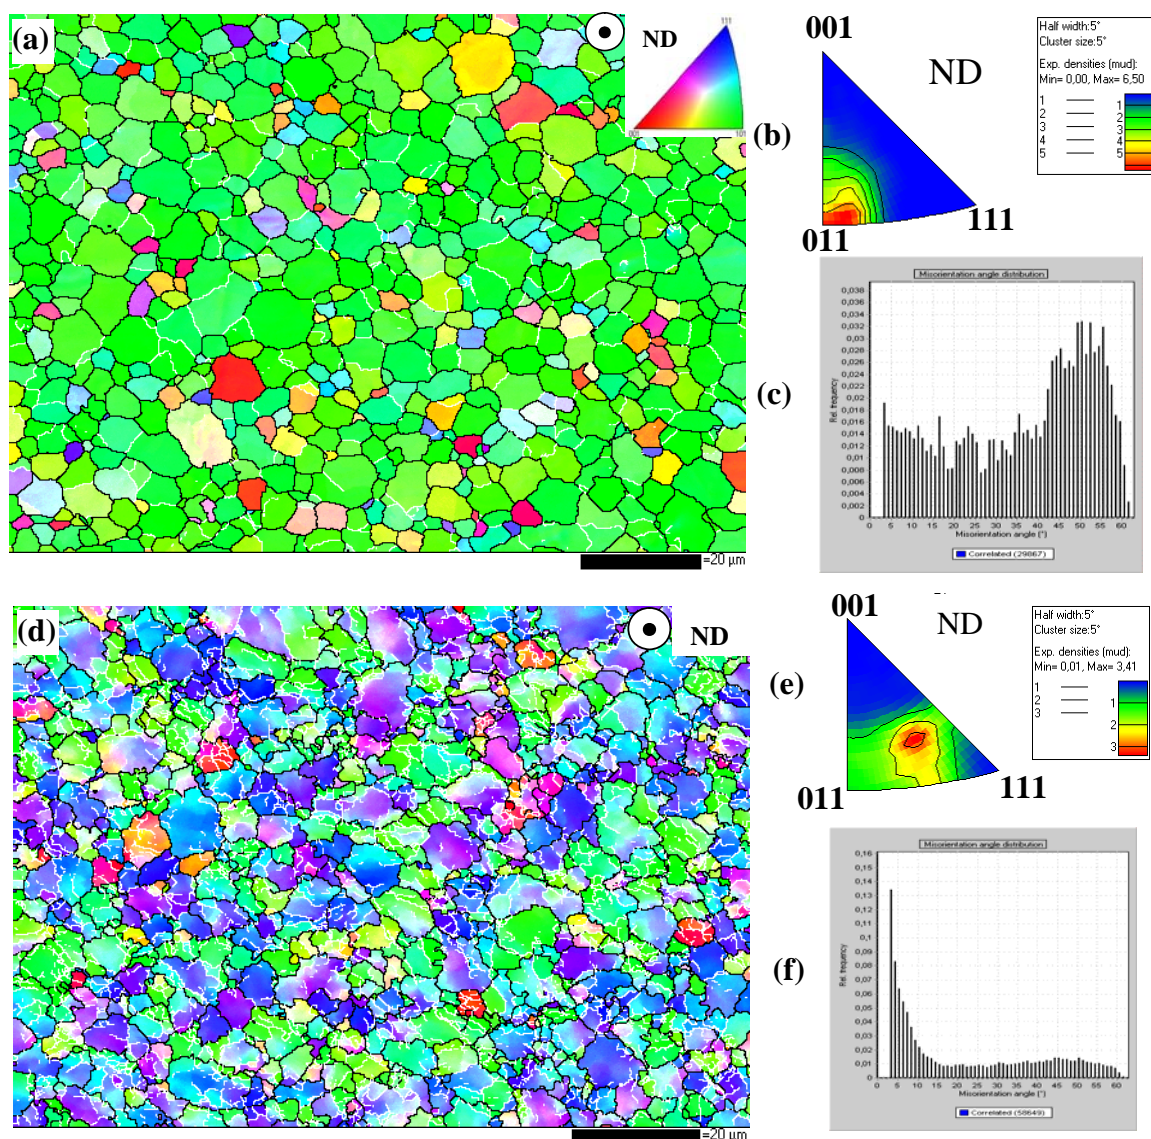 (a)
ND
111
001
101
=20 µm
(b)
001
ND
011
111
Half width:5°
Cluster size:5°
Exp. densities (mud):
Min= 0,00, Max= 6,50
1
1
2
2
3
3
4
4
5
5
(c)
Misorientation angle distribution
Rel. frequency
0,038
0,036
0,034
0,032
0,03
0,028
0,026
0,024
0,022
0,02
0,018
0,016
0,014
0,012
0,01
0,008
0,006
0,004
0,002
0
0 5 10 15 20 25 30 35 40 45 50 55 60
Misorientation angle (°)
Correlated (29867)
(d)
ND
=20 µm
(e)
001
ND
011
111
Half width:5°
Cluster size:5°
Exp. densities (mud):
Min= 0,01, Max= 3,41
1
1
2
2
3
3
(f)
Misorientation angle distribution
Rel. frequency
0,16
0,15
0,14
0,13
0,12
0,11
0,1
0,09
0,08
0,07
0,06
0,05
0,04
0,03
0,02
0,01
0
0 5 10 15 20 25 30 35 40 45 50 55 60
Misorientation angle (°)
Correlated (58649)